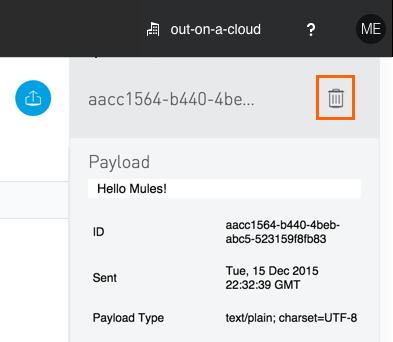 out-on-a-cloud ? ME
aacc1564-b440-4be...
Payload
Hello Mules!
ID aacc1564-b440-4beb-
abc5-523159f8fb83
Sent Tue, 15 Dec 2015
22:32:39 GMT
Payload Type text/plain; charset=UTF-8